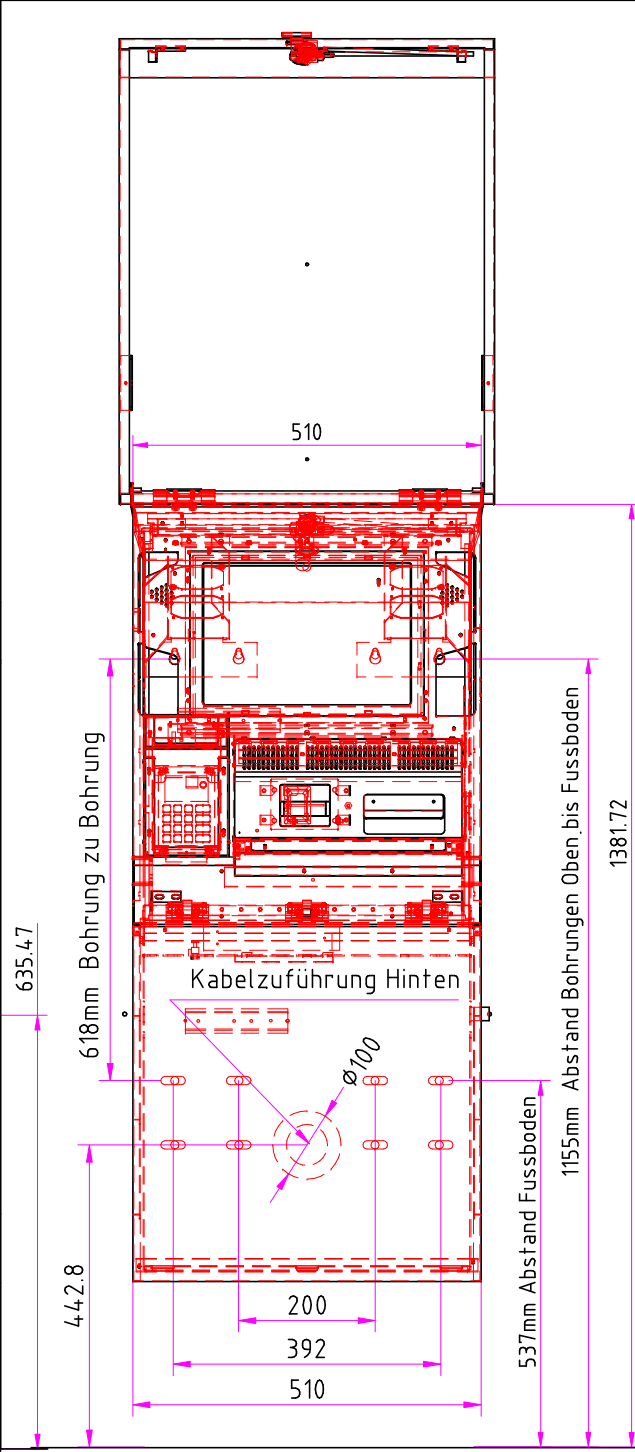 510
1381.72
618mm Bohrung zu Bohrung
1155mm Abstand Bohrungen Oben bis Fussboden
635.47
Kabelzuführung Hinten
ø100
537mm Abstand Fussboden
442.8
200
392
510